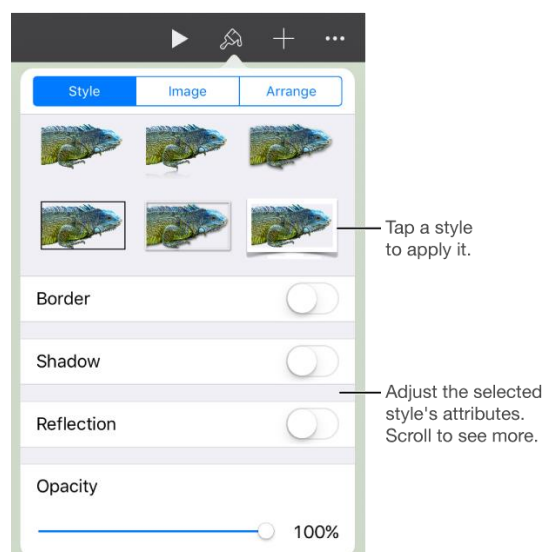 Style Image Arrange
Tap a style
to apply it.
Border
Shadow
Adjust the selected
style's attributes.
Scroll to see more.
Reflection
Opacity
100%